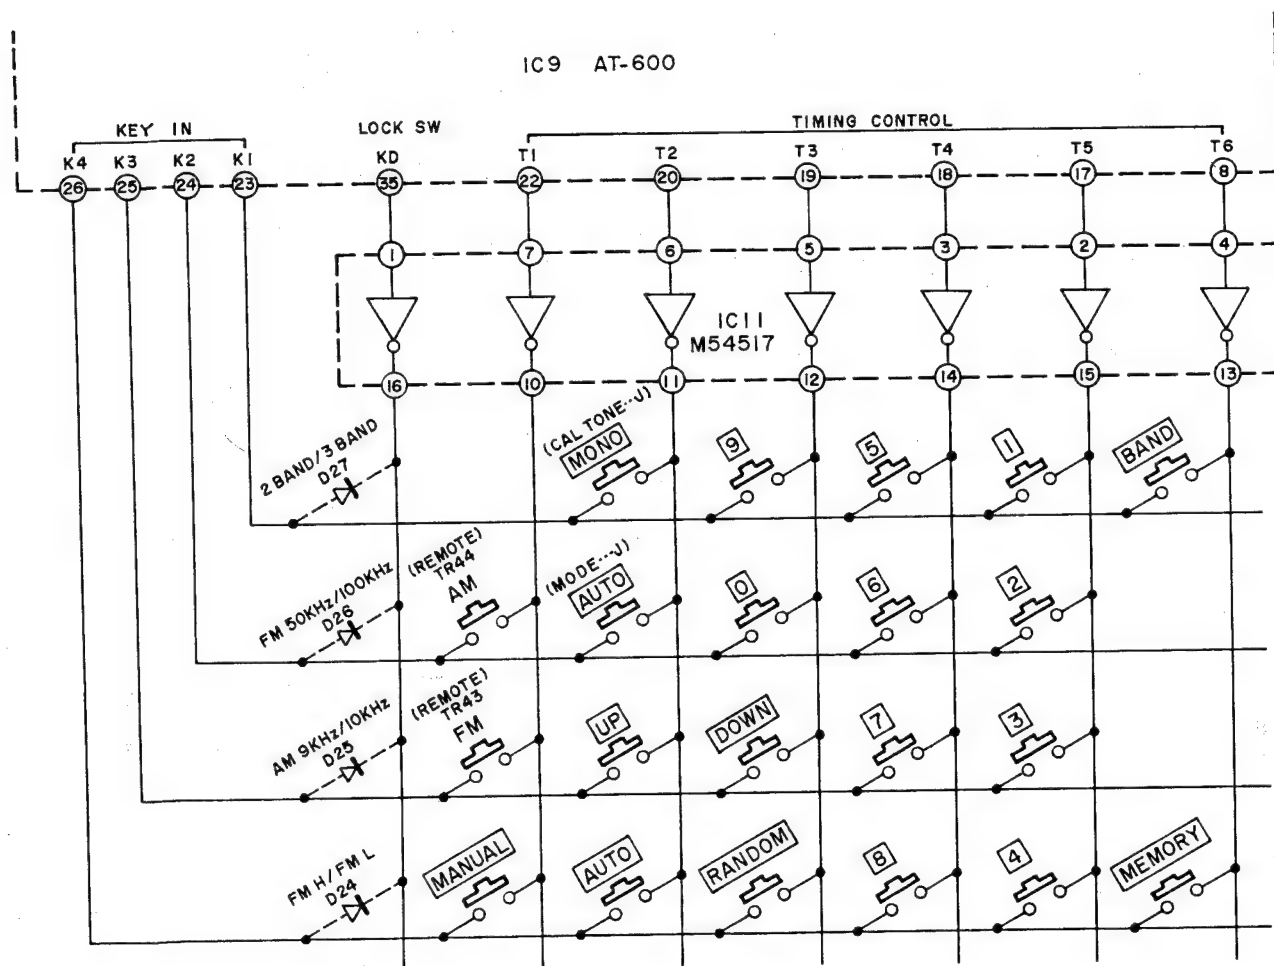 IC9 AT-600
KEY IN
LOCK SW
TIMING CONTROL
K4 K3 K2 K1 KD T1 T2 T3 T4 T5 T6
26 25 24 23 35 22 20 19 18 17 8
1 7 6 5 3 2 4
IC11
M54517
16 10 11 12 14 15 13
2 BAND/3 BAND
D27
(CAL TONE···J)
MONO
9
5
1
BAND
FM 50KHz/100KHz
D26
(REMOTE)
TR44
AM
(MODE···J)
AUTO
0
6
2
AM 9KHz/10KHz
D25
(REMOTE)
TR43
FM
UP
DOWN
7
3
FM H/FM L
D24
MANUAL
AUTO
RANDOM
8
4
MEMORY